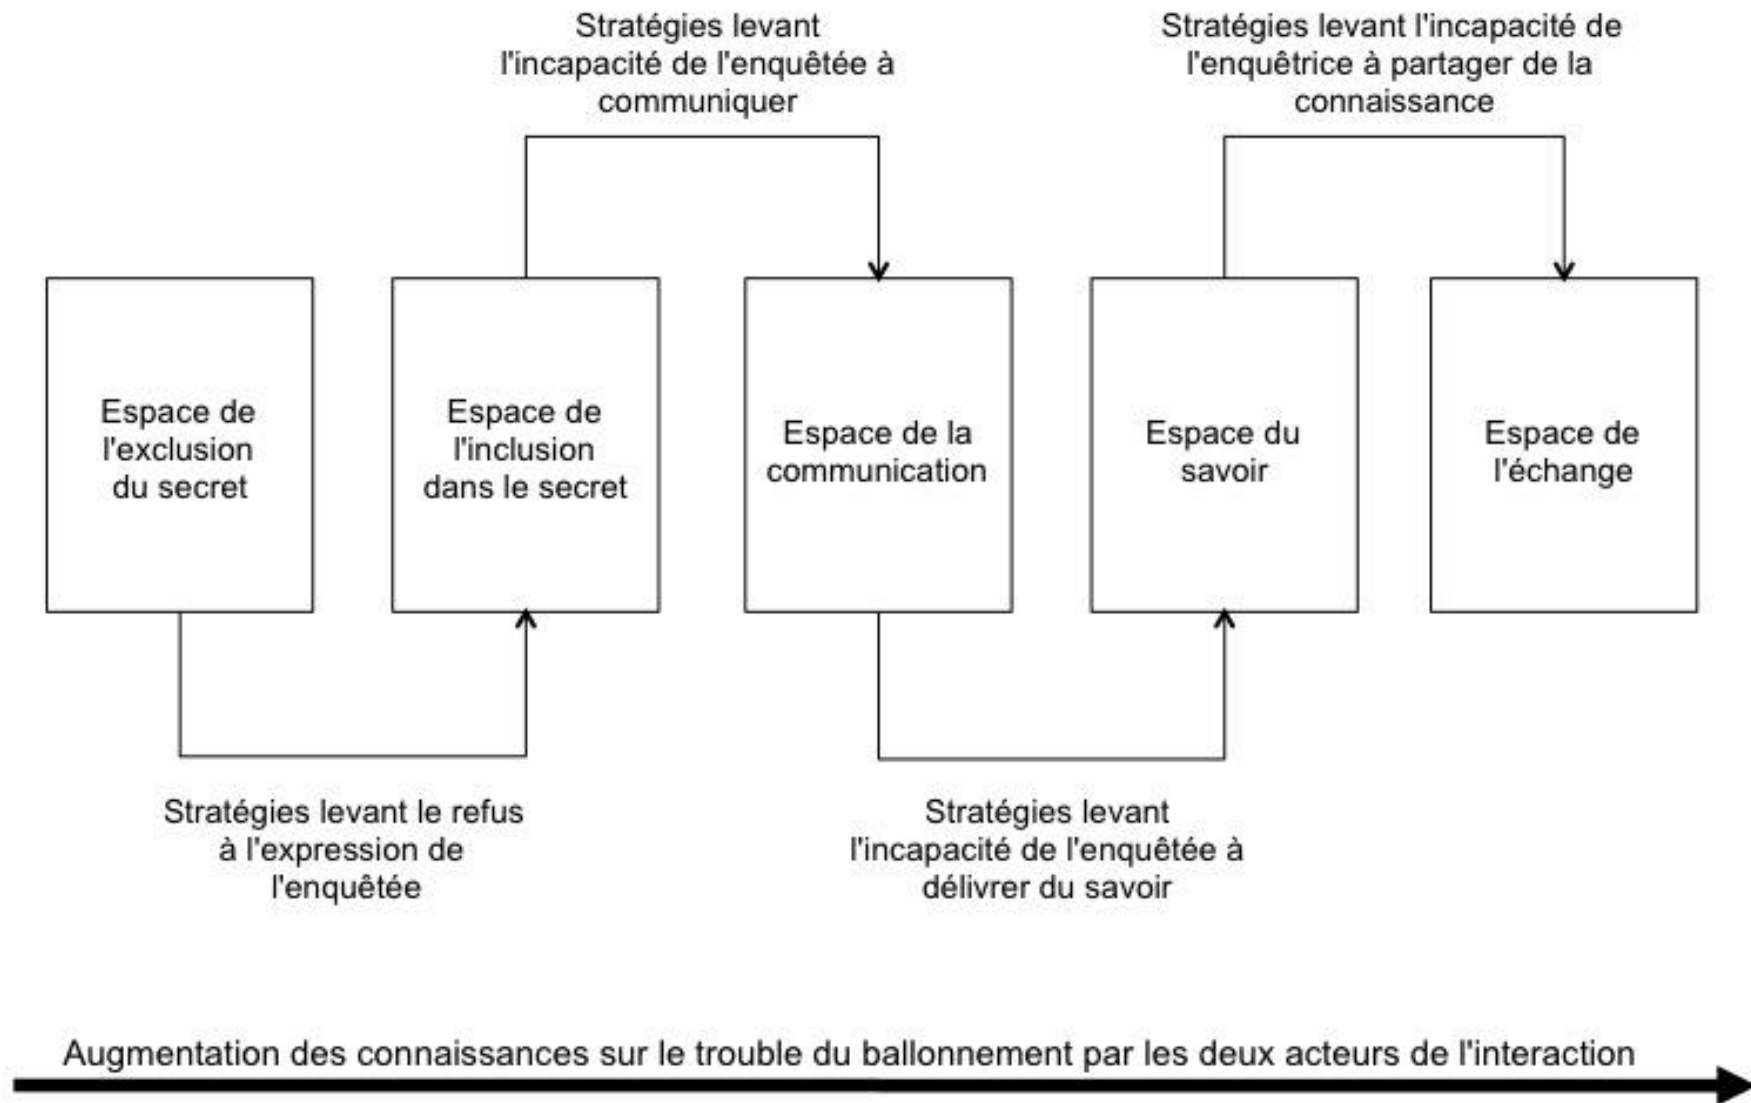 Stratégies levant
l'incapacité de l'enquêtée à
communiquer
Stratégies levant l'incapacité de
l'enquêtrice à partager de la
connaissance
Espace de
l'exclusion
du secret
Espace de
l'inclusion
dans le secret
Espace de la
communication
Espace du
savoir
Espace de
l'échange
Stratégies levant le refus
à l'expression de
l'enquêtée
Stratégies levant
l'incapacité de l'enquêtée à
délivrer du savoir
Augmentation des connaissances sur le trouble du ballonnement par les deux acteurs de l'interaction